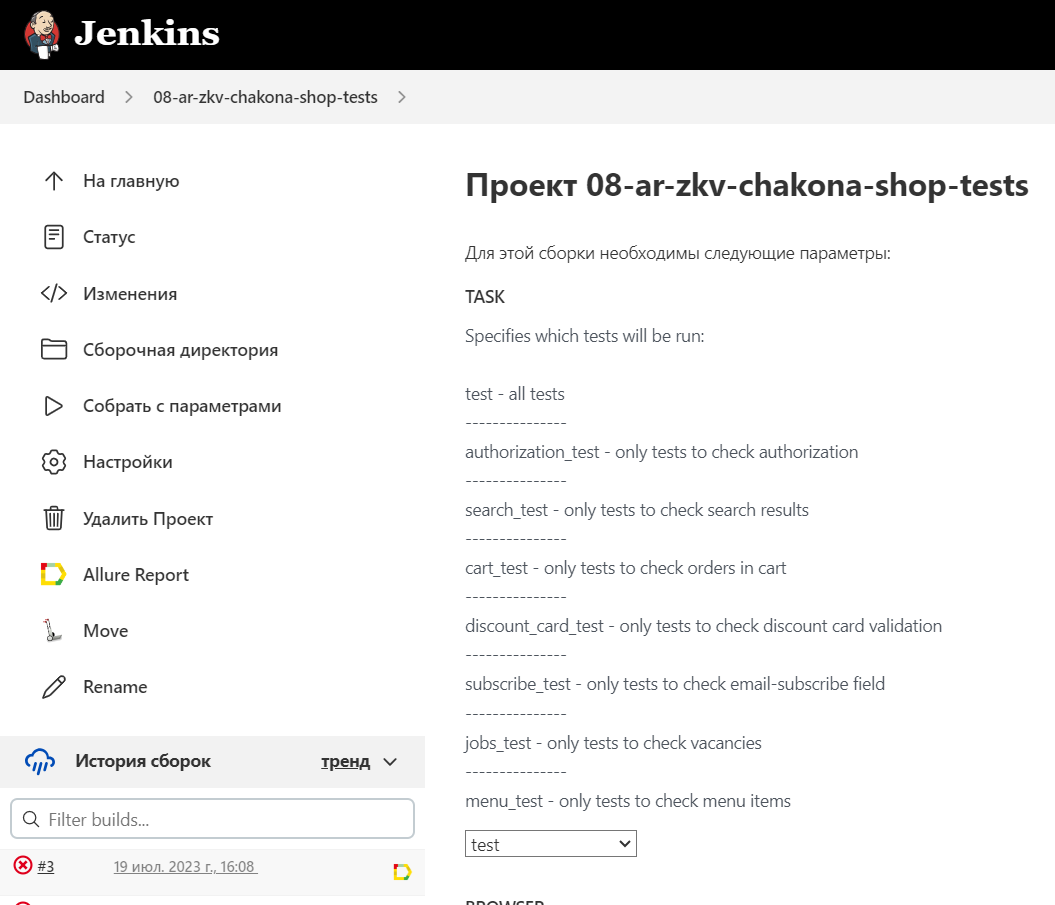 Jenkins
Dashboard
08-ar-zkv-chakona-shop-tests
На главную
Статус
Изменения
Сборочная директория
Собрать с параметрами
Настройки
Удалить Проект
Allure Report
Move
Rename
История сборок
тренд
Filter builds...
#3
19 июл. 2023 г., 16:08
Проект 08-ar-zkv-chakona-shop-tests
Для этой сборки необходимы следующие параметры:
TASK
Specifies which tests will be run:
test - all tests
---------------
authorization_test - only tests to check authorization
---------------
search_test - only tests to check search results
---------------
cart_test - only tests to check orders in cart
---------------
discount_card_test - only tests to check discount card validation
---------------
subscribe_test - only tests to check email-subscribe field
---------------
jobs_test - only tests to check vacancies
---------------
menu_test - only tests to check menu items
test
BROWSER